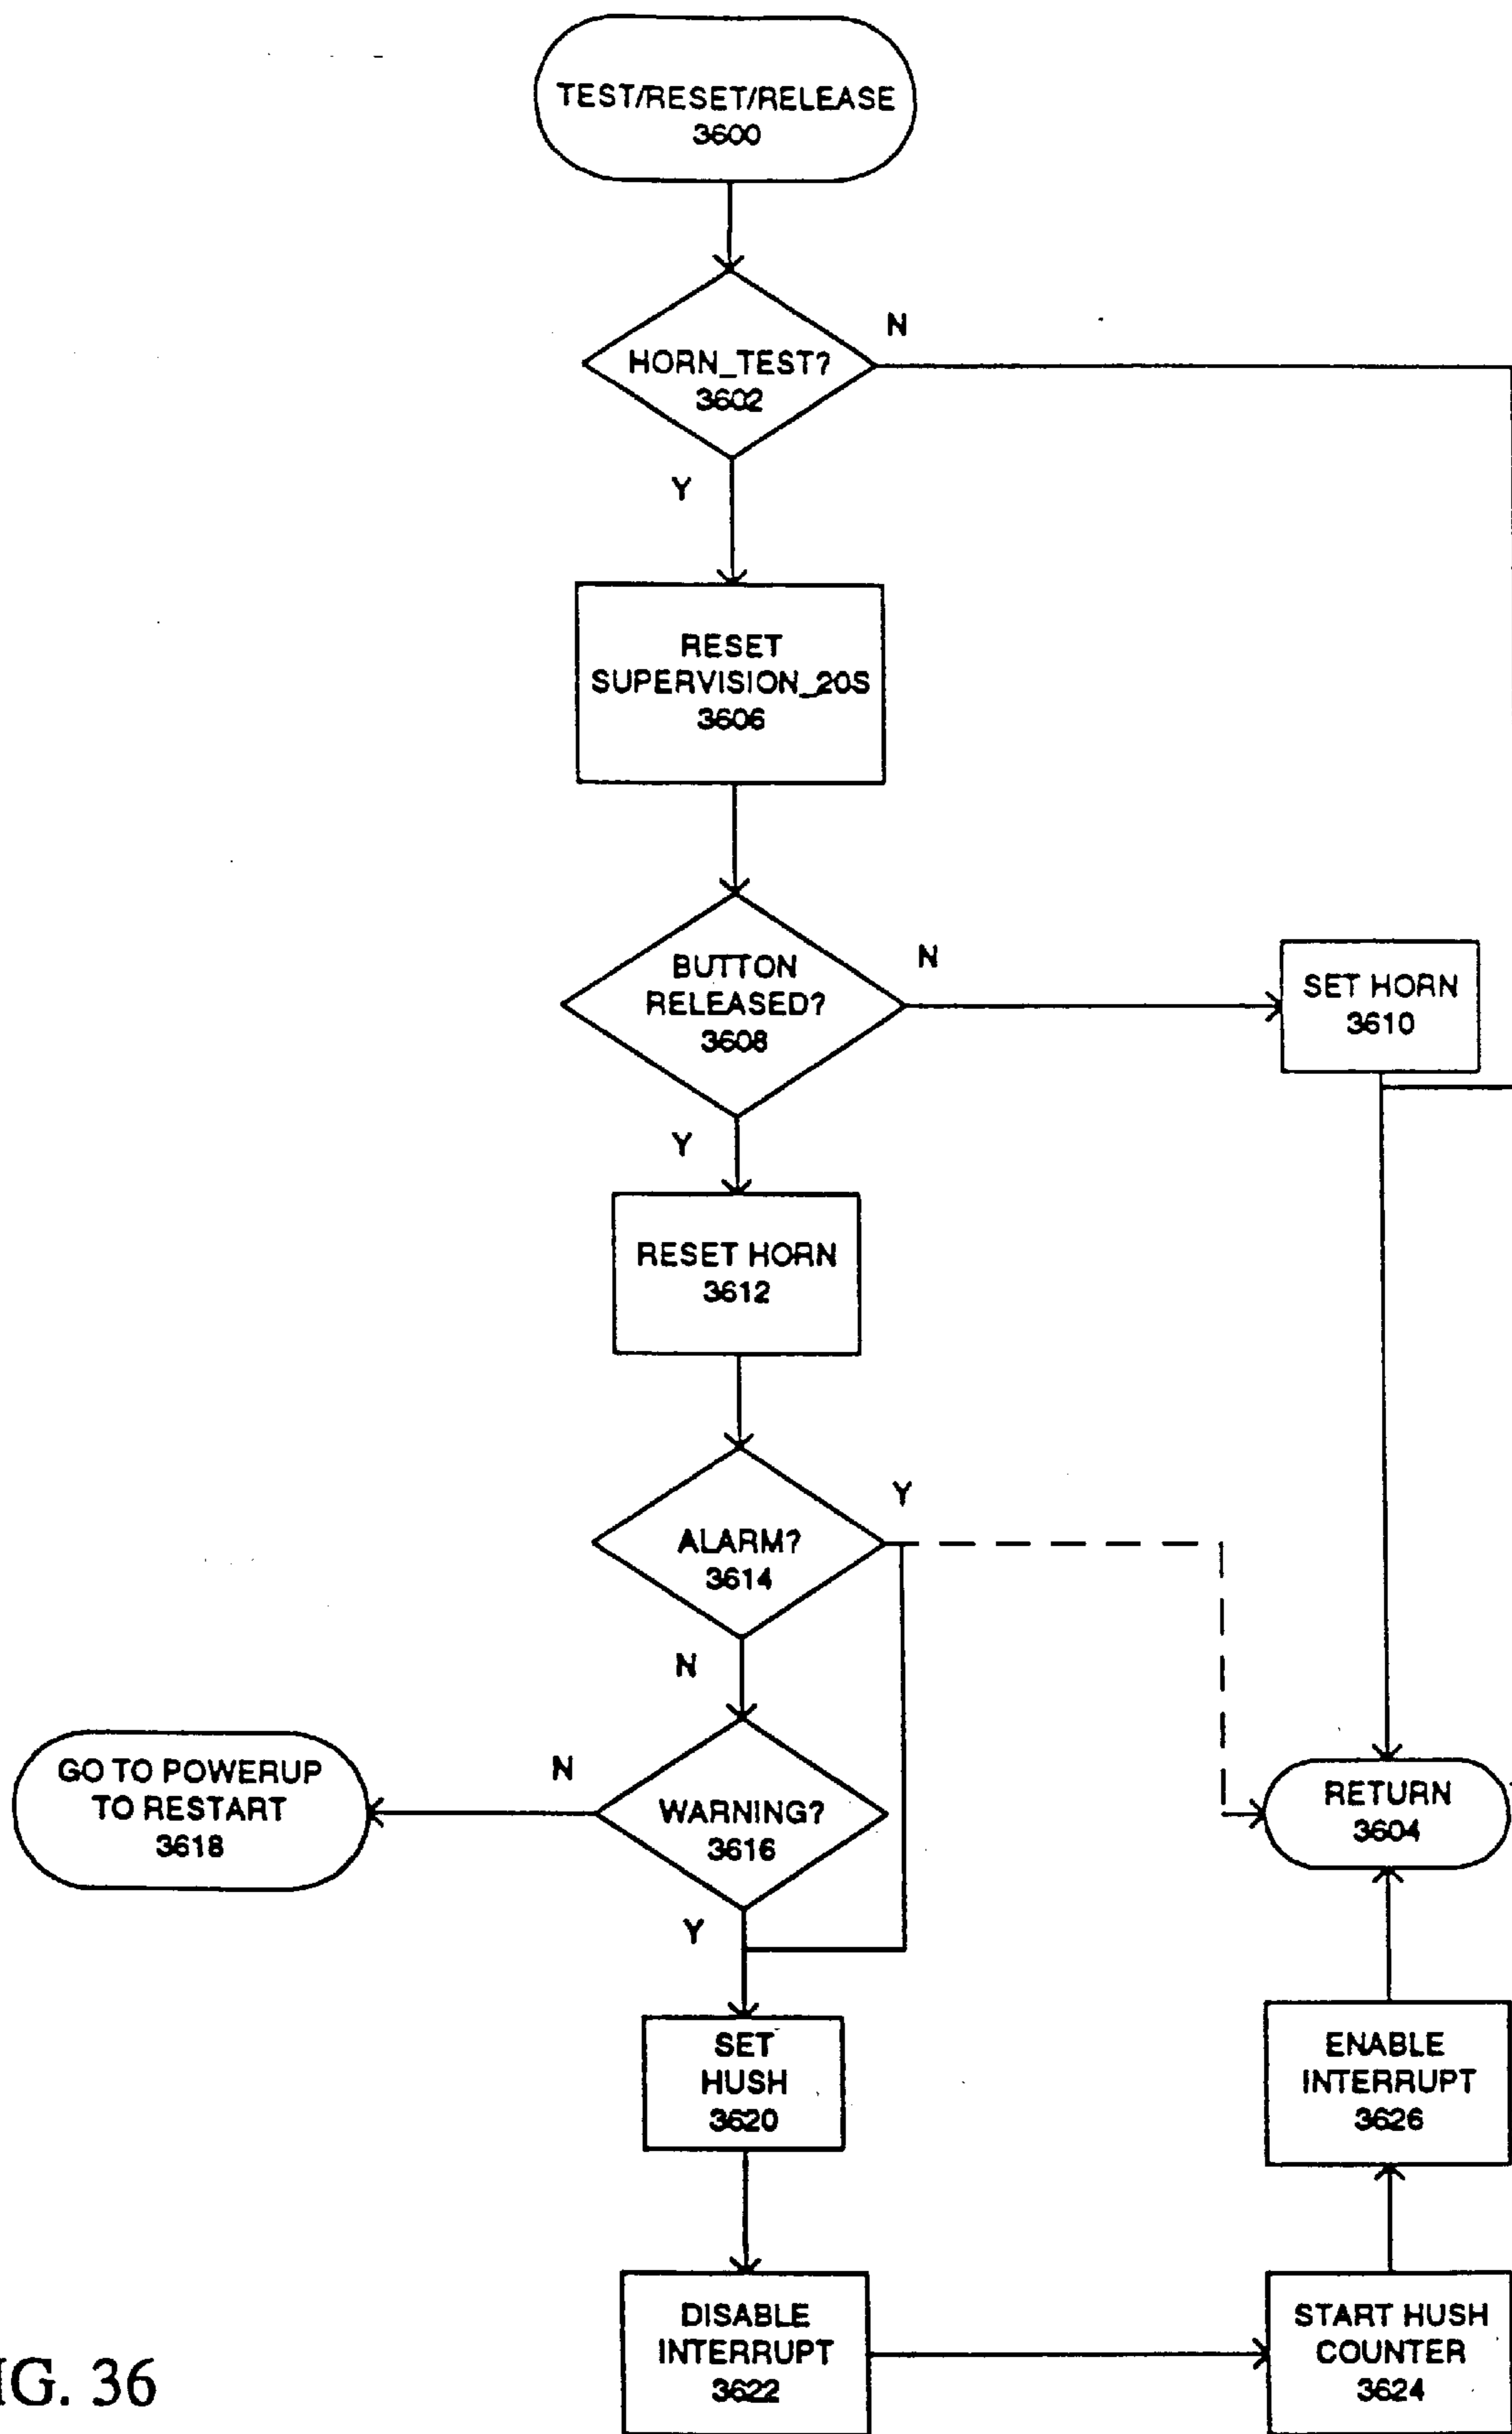 TEST/RESET/RELEASE
3600
N
HORN_TEST?
3602
Y
RESET
SUPERVISION_20S
3606
BUTTON
RELEASED?
3608
N
SET HORN
3610
Y
RESET HORN
3612
Y
ALARM?
3614
N
GO TO POWERUP
TO RESTART
3618
N
WARNING?
3616
RETURN
3604
Y
SET
HUSH
3620
ENABLE
INTERRUPT
3626
DISABLE
INTERRUPT
3622
START HUSH
COUNTER
3624
IG. 36